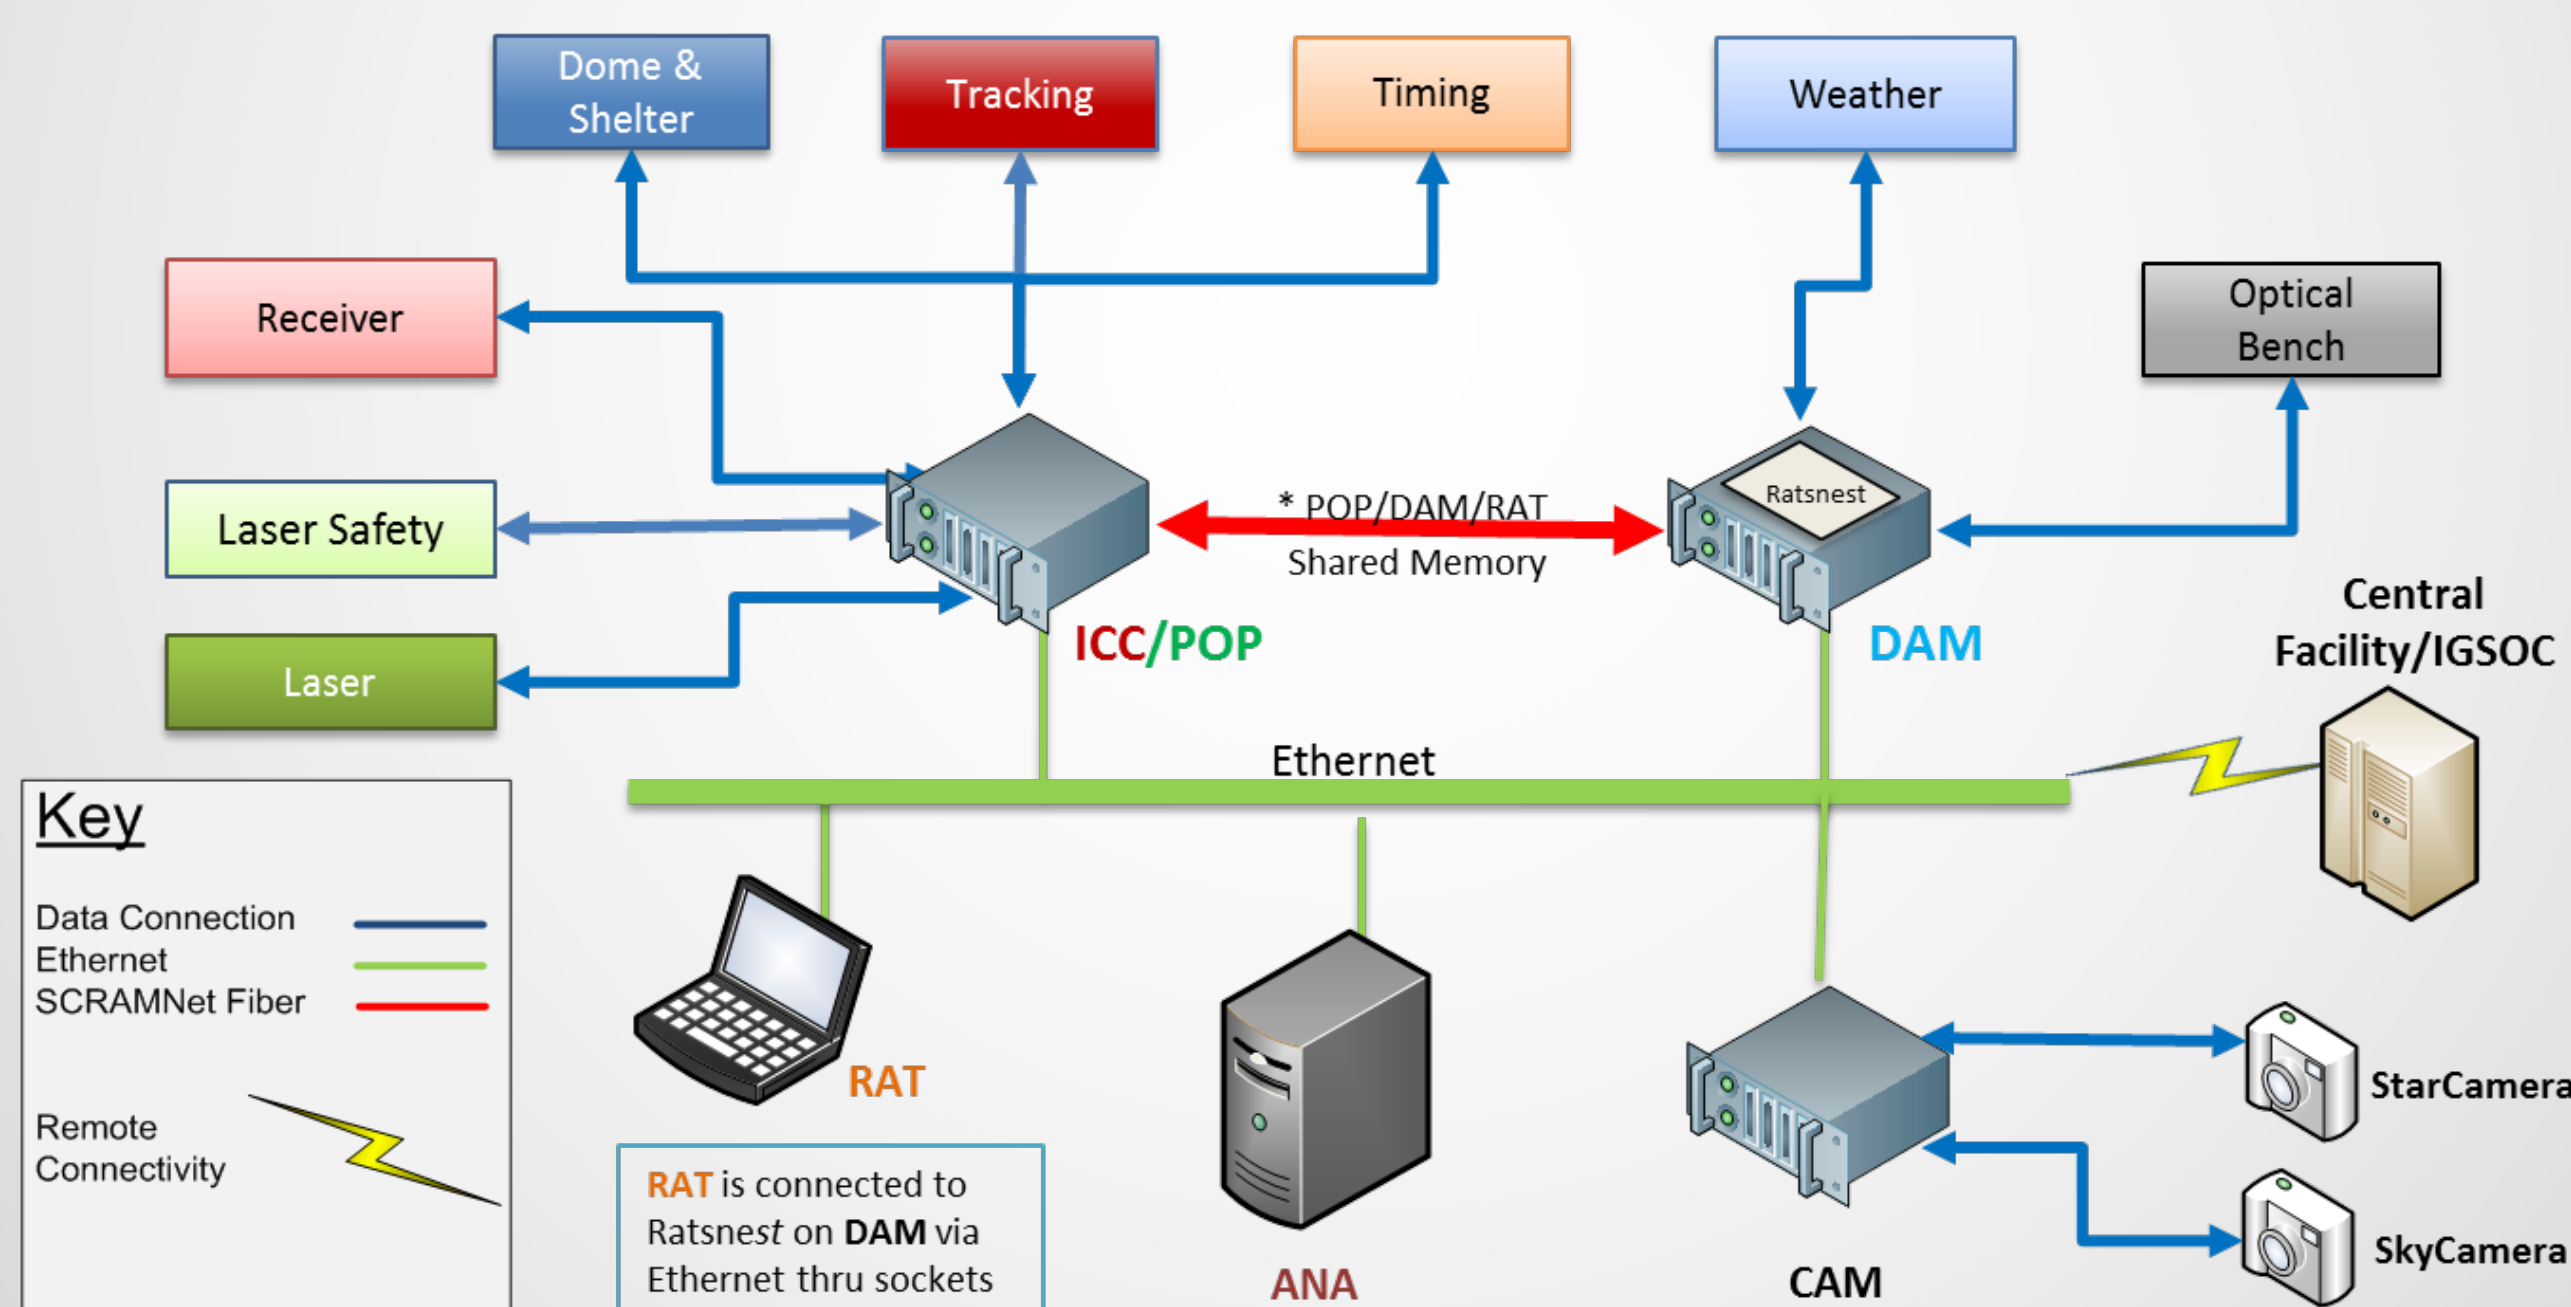 Dome &
Shelter
Tracking
Timing
Weather
Receiver
Optical
Bench
Laser Safety
* POP/DAM/RAT
Shared Memory
Ratsnest
Laser
ICC/POP
DAM
Central
Facility/IGSOC
Ethernet
Key
Data Connection
Ethernet
SCRAMNet Fiber
Remote
Connectivity
RAT
RAT is connected to
Ratsnest on DAM via
Ethernet thru sockets
ANA
CAM
StarCamera
SkyCamera